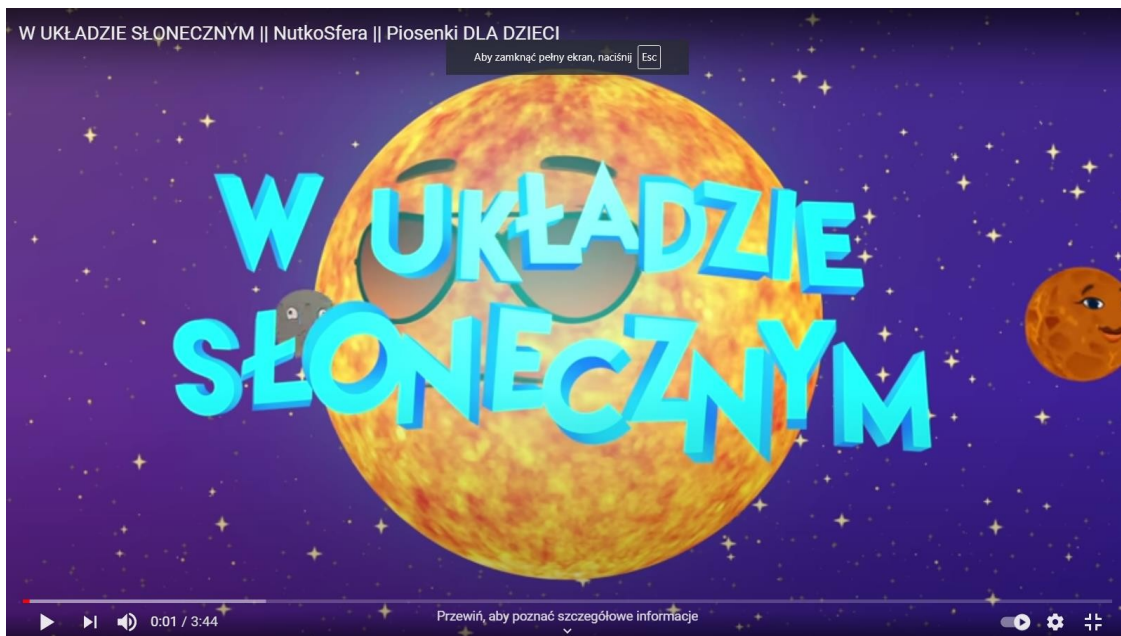 W UKŁADZIE SŁONECZNYM || NutkoSfera || Piosenki DLA DZIECI
Aby zamknąć pełny ekran, naciśnij Esc
W UKŁADZIE
SŁONECZNYM
0:01 / 3:44
Przewiń, aby poznać szczegółowe informacje